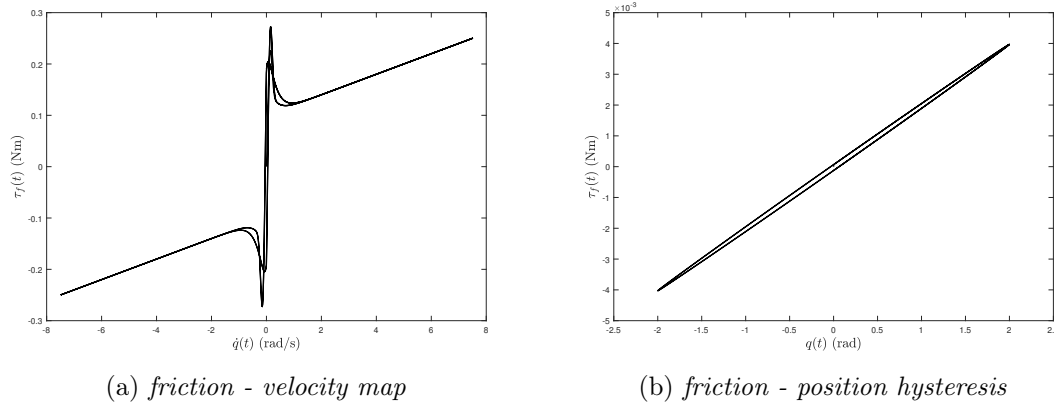 0.3
0.2
0.1
0
-0.1
-0.2
-0.3
-8 -6 -4 -2 0 2 4 6 8
τ_f(t) (Nm)
q̇(t) (rad/s)
(a) friction - velocity map
×10⁻³
5
4
3
2
1
0
-1
-2
-3
-4
-5
-2.5 -2 -1.5 -1 -0.5 0 0.5 1 1.5 2 2.
τ_f(t) (Nm)
q(t) (rad)
(b) friction - position hysteresis